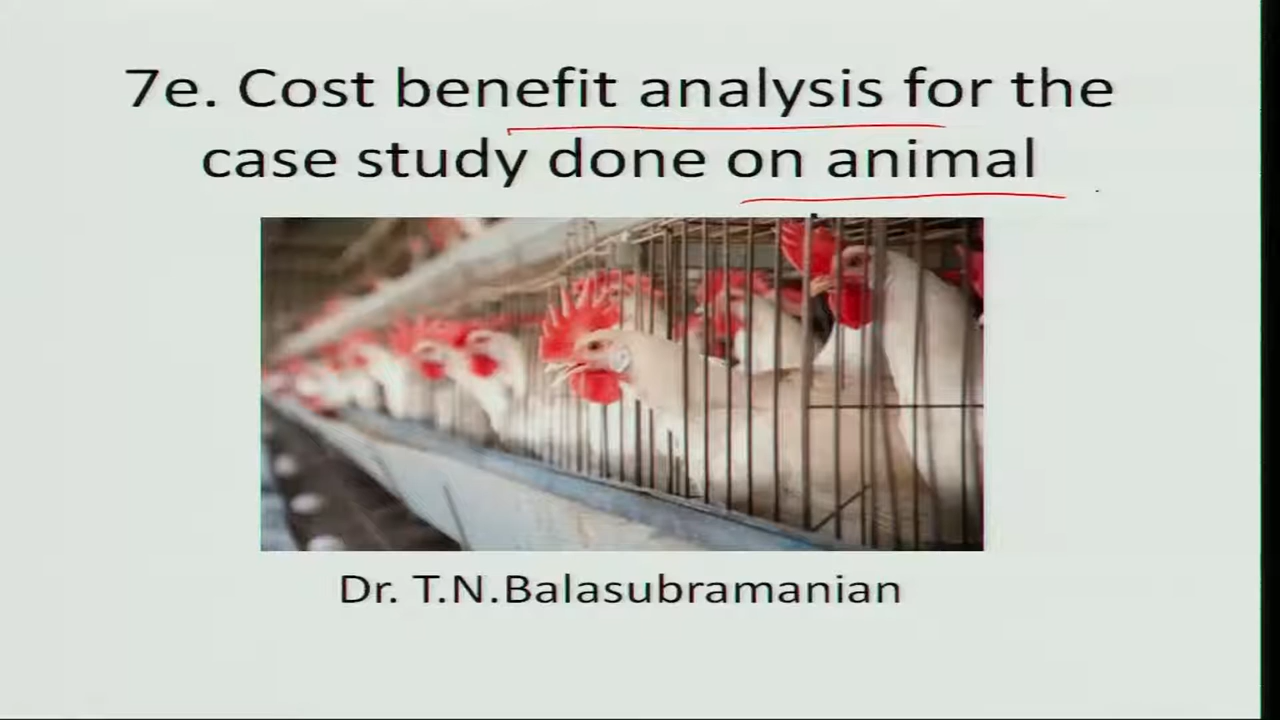 7e. Cost benefit analysis for the
case study done on animal
Dr. T.N.Balasubramanian